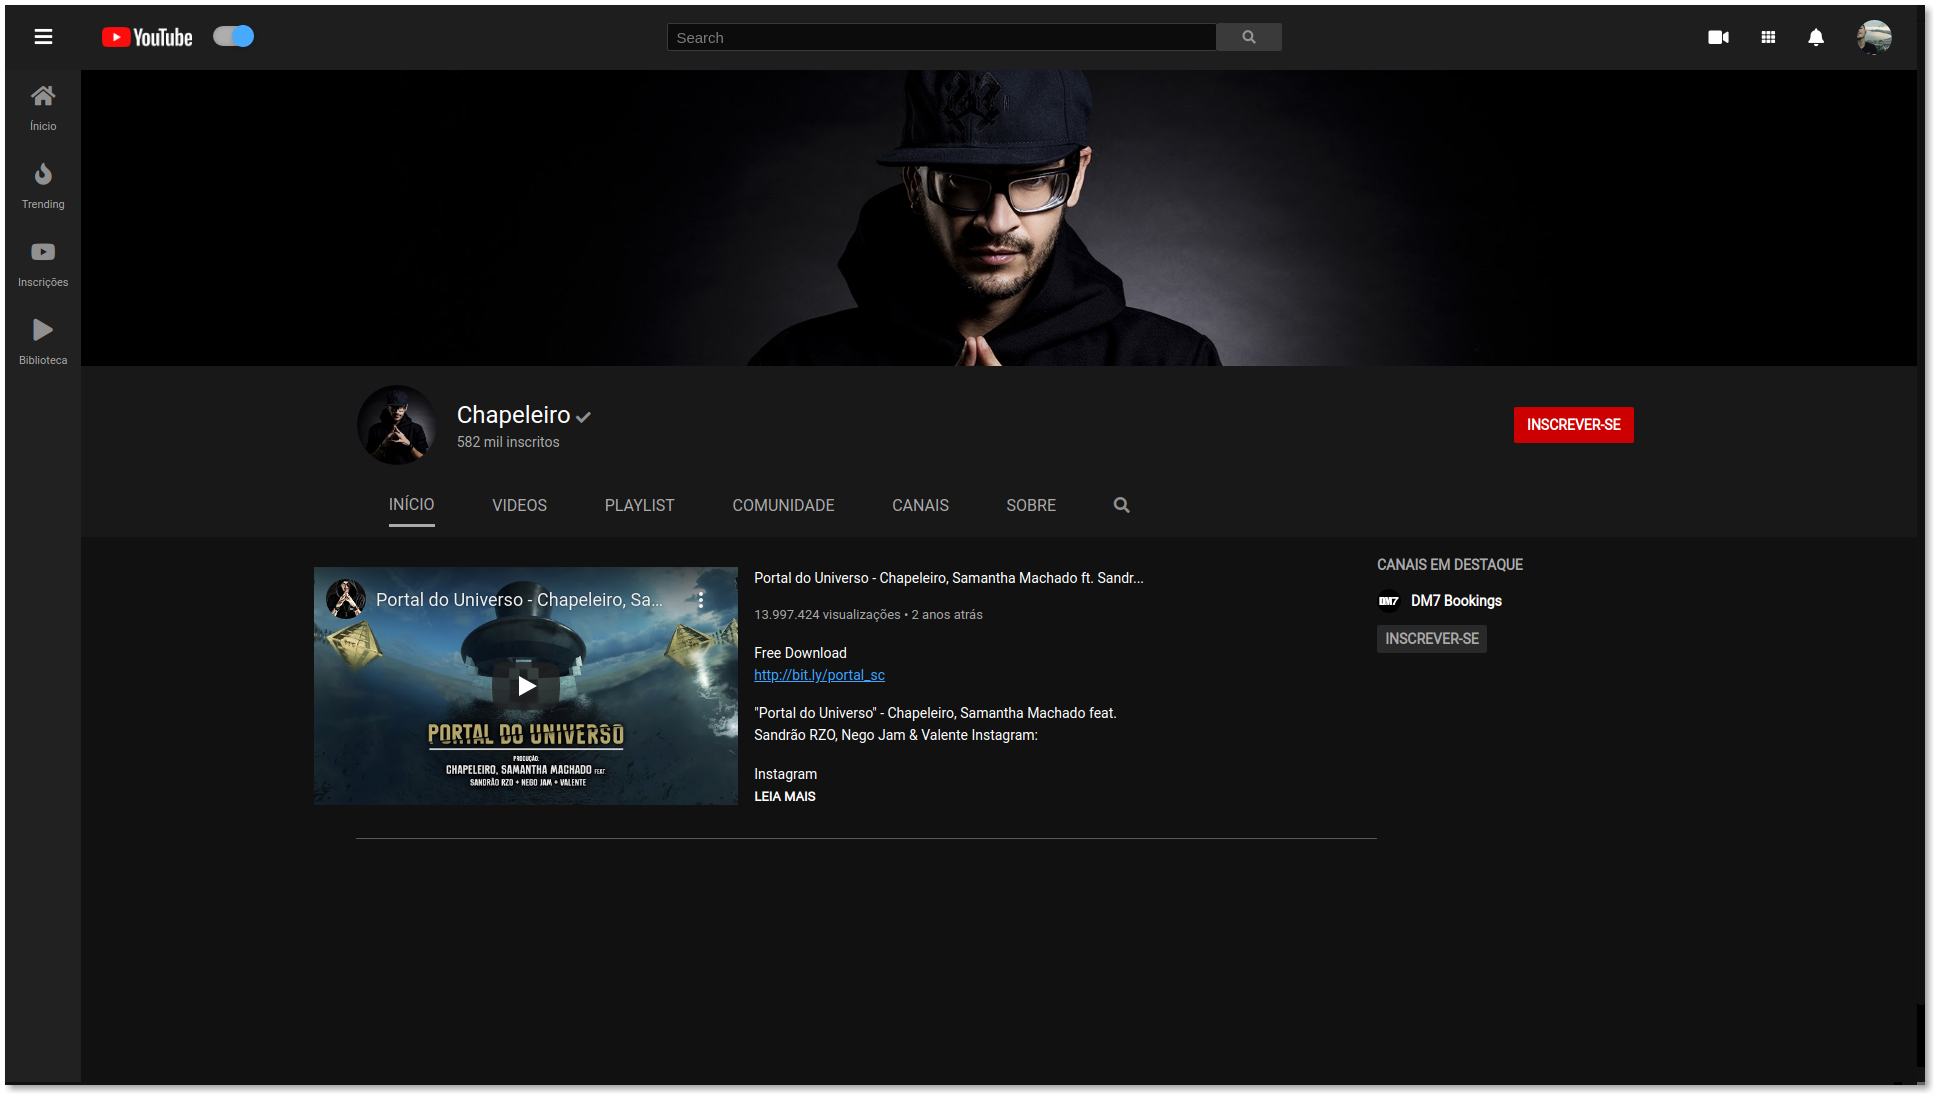 YouTube
Search
Ínicio
Trending
Inscrições
Biblioteca
Chapeleiro
582 mil inscritos
INSCREVER-SE
INÍCIO VIDEOS PLAYLIST COMUNIDADE CANAIS SOBRE
Portal do Universo - Chapeleiro, Sa...
PORTAL DO UNIVERSO
PRODUÇÃO:
CHAPELEIRO, SAMANTHA MACHADO FEAT.
SANDRÃO RZO + NEGO JAM + VALENTE
Portal do Universo - Chapeleiro, Samantha Machado ft. Sandr...
13.997.424 visualizações • 2 anos atrás
Free Download
http://bit.ly/portal_sc
"Portal do Universo" - Chapeleiro, Samantha Machado feat.
Sandrão RZO, Nego Jam & Valente Instagram:
Instagram
LEIA MAIS
CANAIS EM DESTAQUE
DM7 DM7 Bookings
INSCREVER-SE